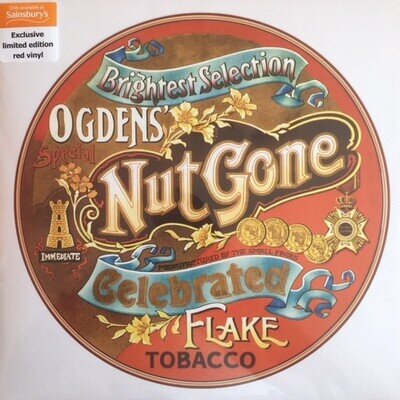 Only available at
Sainsbury's
Exclusive
limited edition
red vinyl
Brightest Selection
OGDENS'
Special
Nut Gone
IMMEDIATE
MANUFACTURED BY THE SMALL FACES
Celebrated
FLAKE
TOBACCO